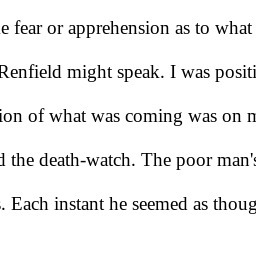 e fear or apprehension as to what
Renfield might speak. I was positi
ion of what was coming was on m
d the death-watch. The poor man's
. Each instant he seemed as thoug